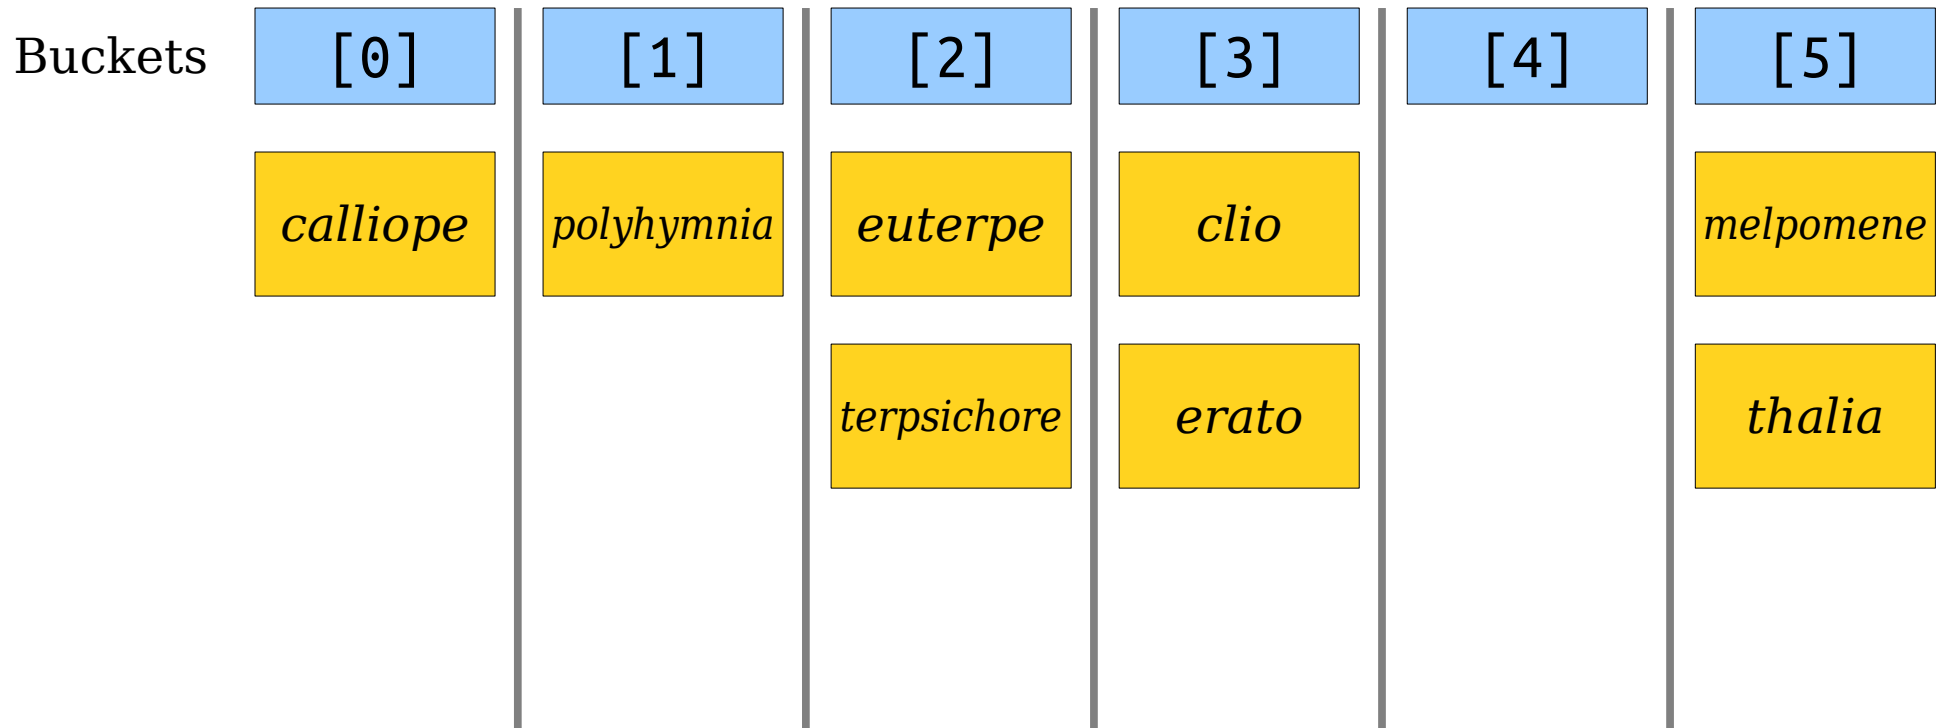 Buckets [0] [1] [2] [3] [4] [5]
calliope polyhymnia euterpe clio melpomene
terpsichore erato thalia